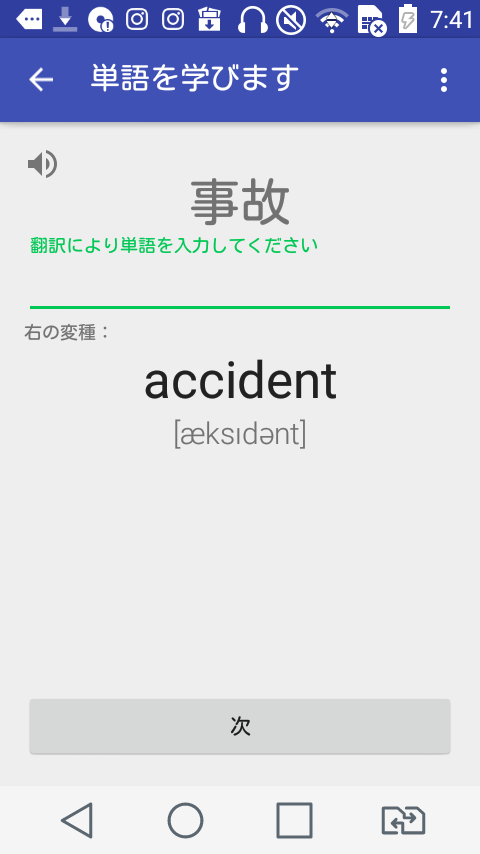 7:41
単語を学びます
事故
翻訳により単語を入力してください
右の変種：
accident
[æksıdənt]
次